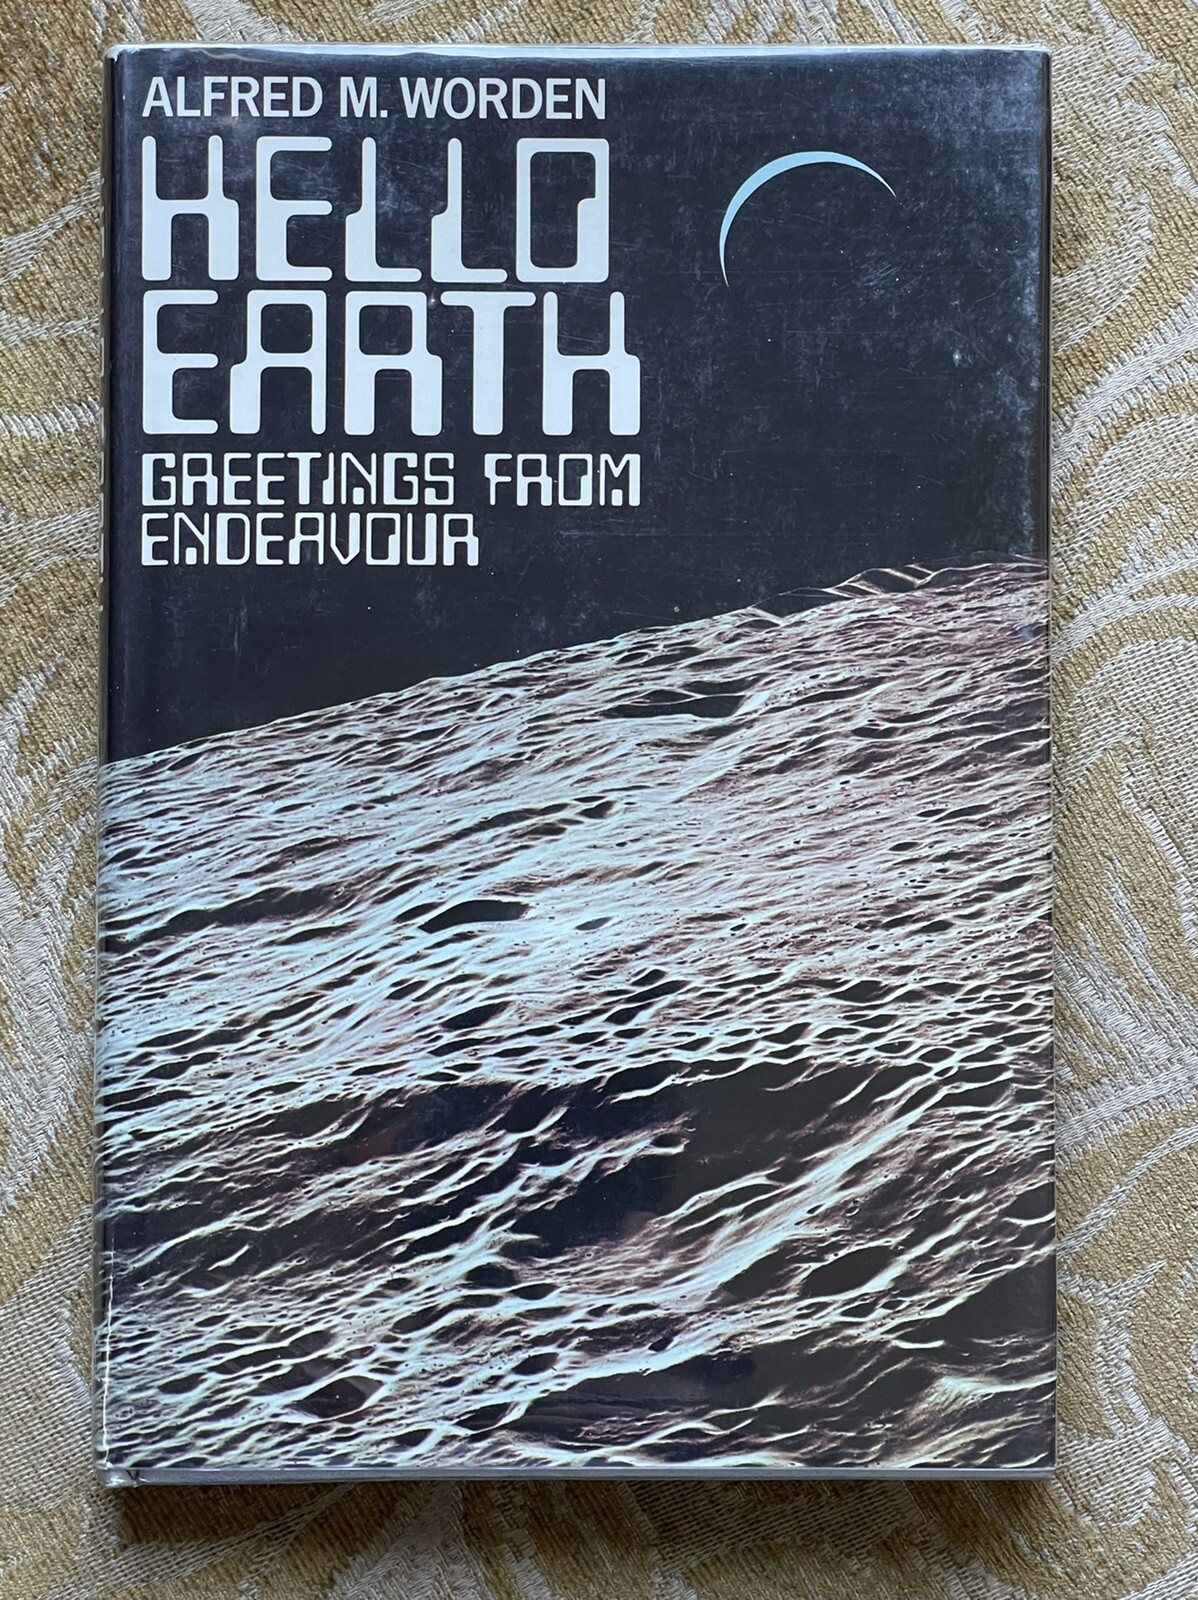 ALFRED M. WORDEN
HELLO
EARTH
GREETINGS FROM
ENDEAVOUR